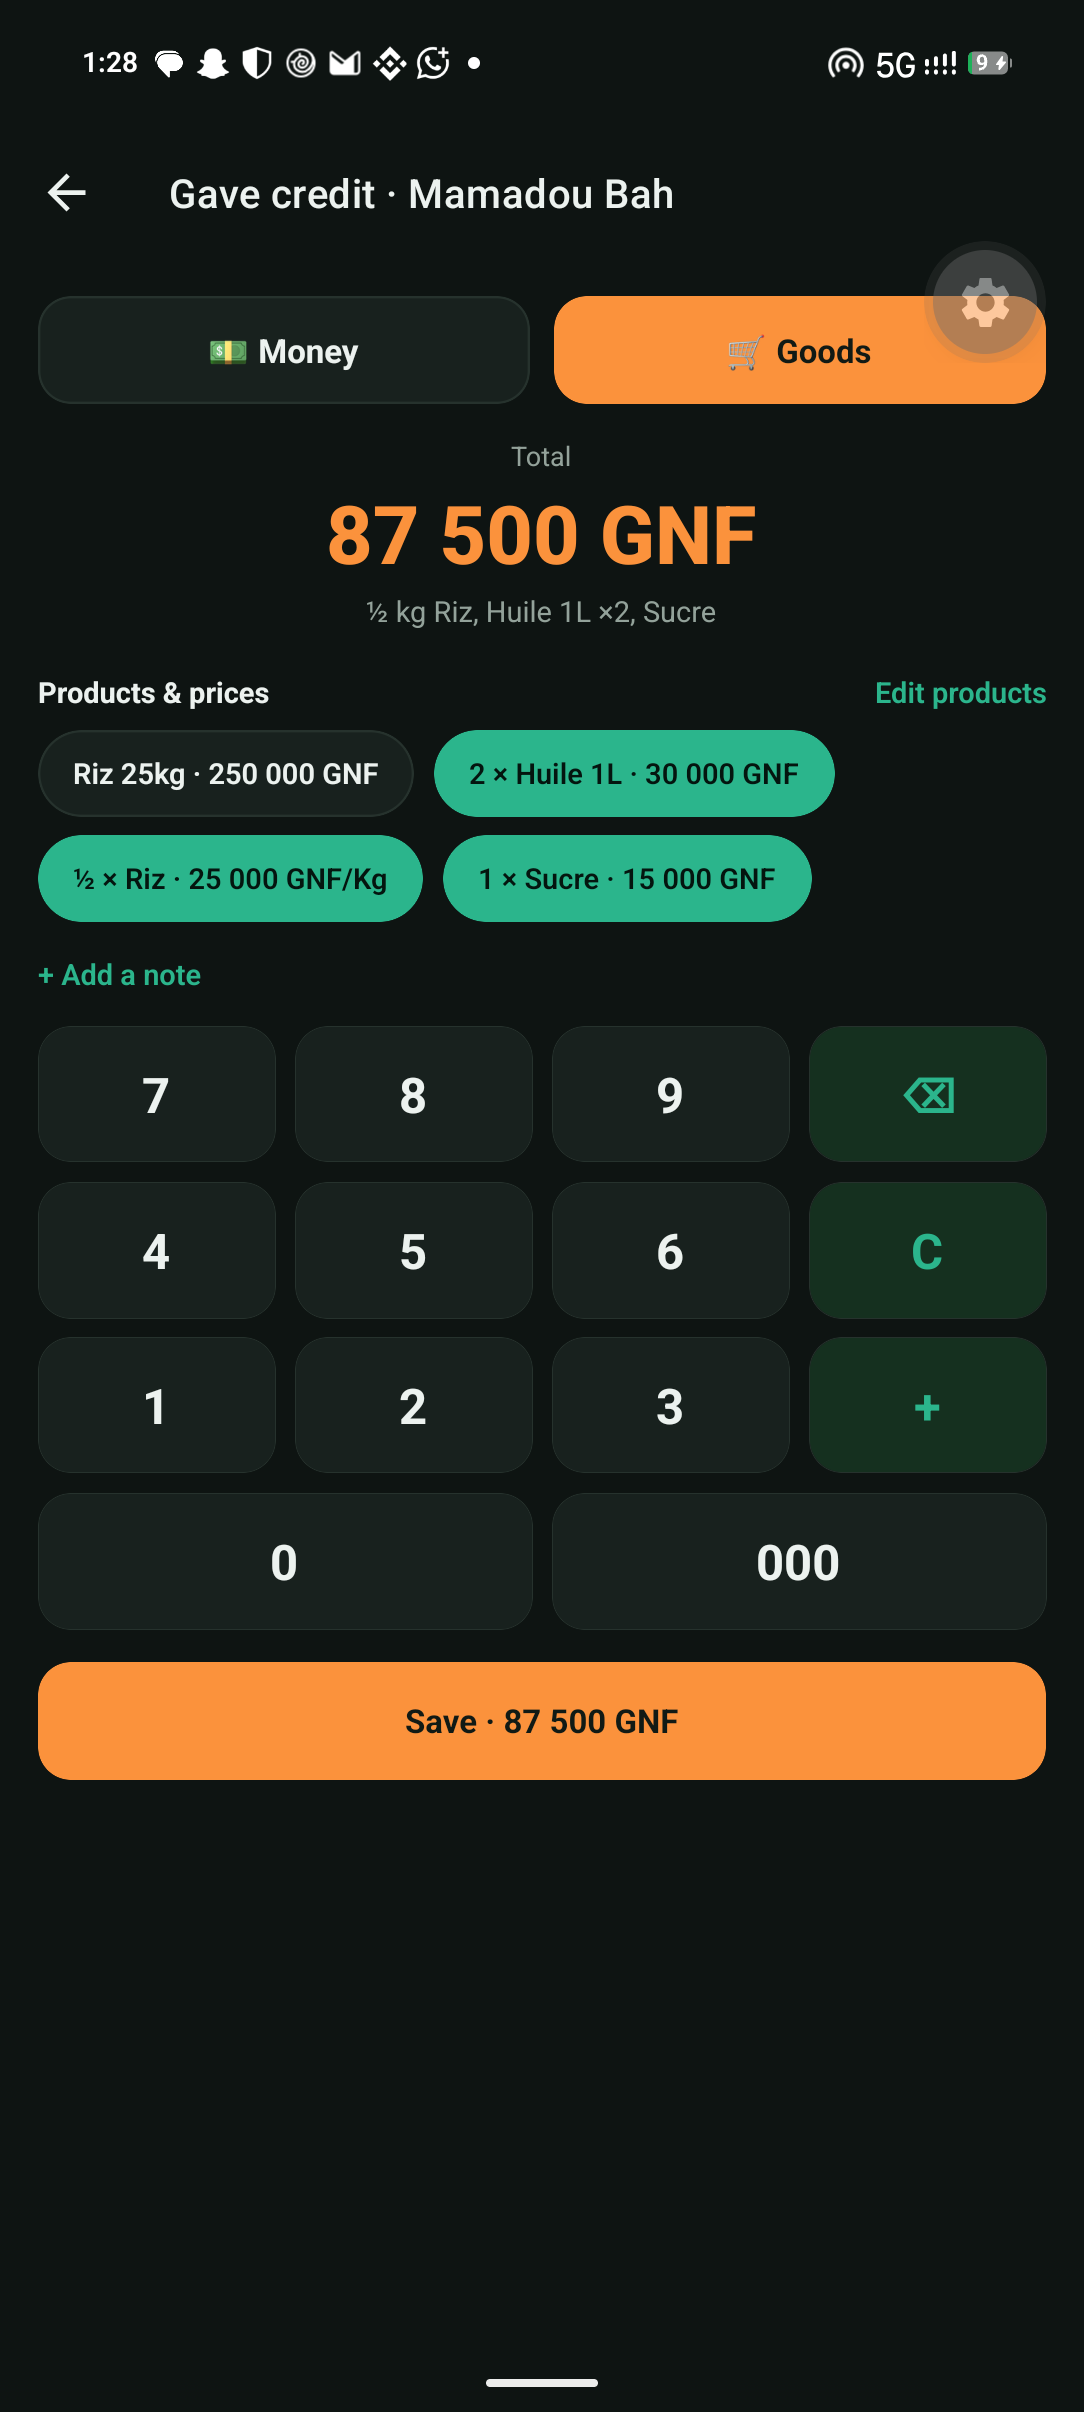 1:28 5G 9
Gave credit · Mamadou Bah
💵 Money
🛒 Goods
Total
87 500 GNF
½ kg Riz, Huile 1L ×2, Sucre
Products & prices
Edit products
Riz 25kg · 250 000 GNF
2 × Huile 1L · 30 000 GNF
½ × Riz · 25 000 GNF/Kg
1 × Sucre · 15 000 GNF
+ Add a note
7 8 9 ⌫
4 5 6 C
1 2 3 +
0 000
Save · 87 500 GNF